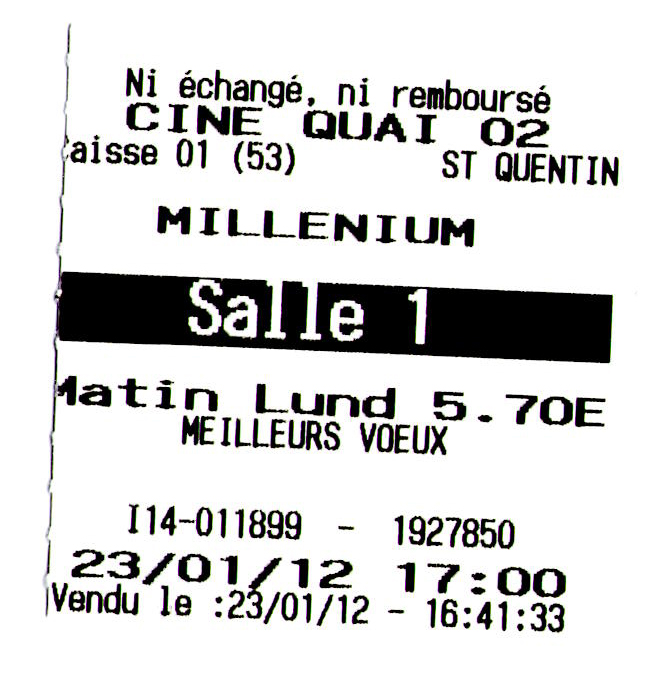 Ni échangé, ni remboursé
CINE QUAI 02
aisse 01 (53) ST QUENTIN
MILLENIUM
Salle 1
Matin Lund 5.70E
MEILLEURS VOEUX
I14-011899 - 1927850
23/01/12 17:00
Vendu le :23/01/12 - 16:41:33